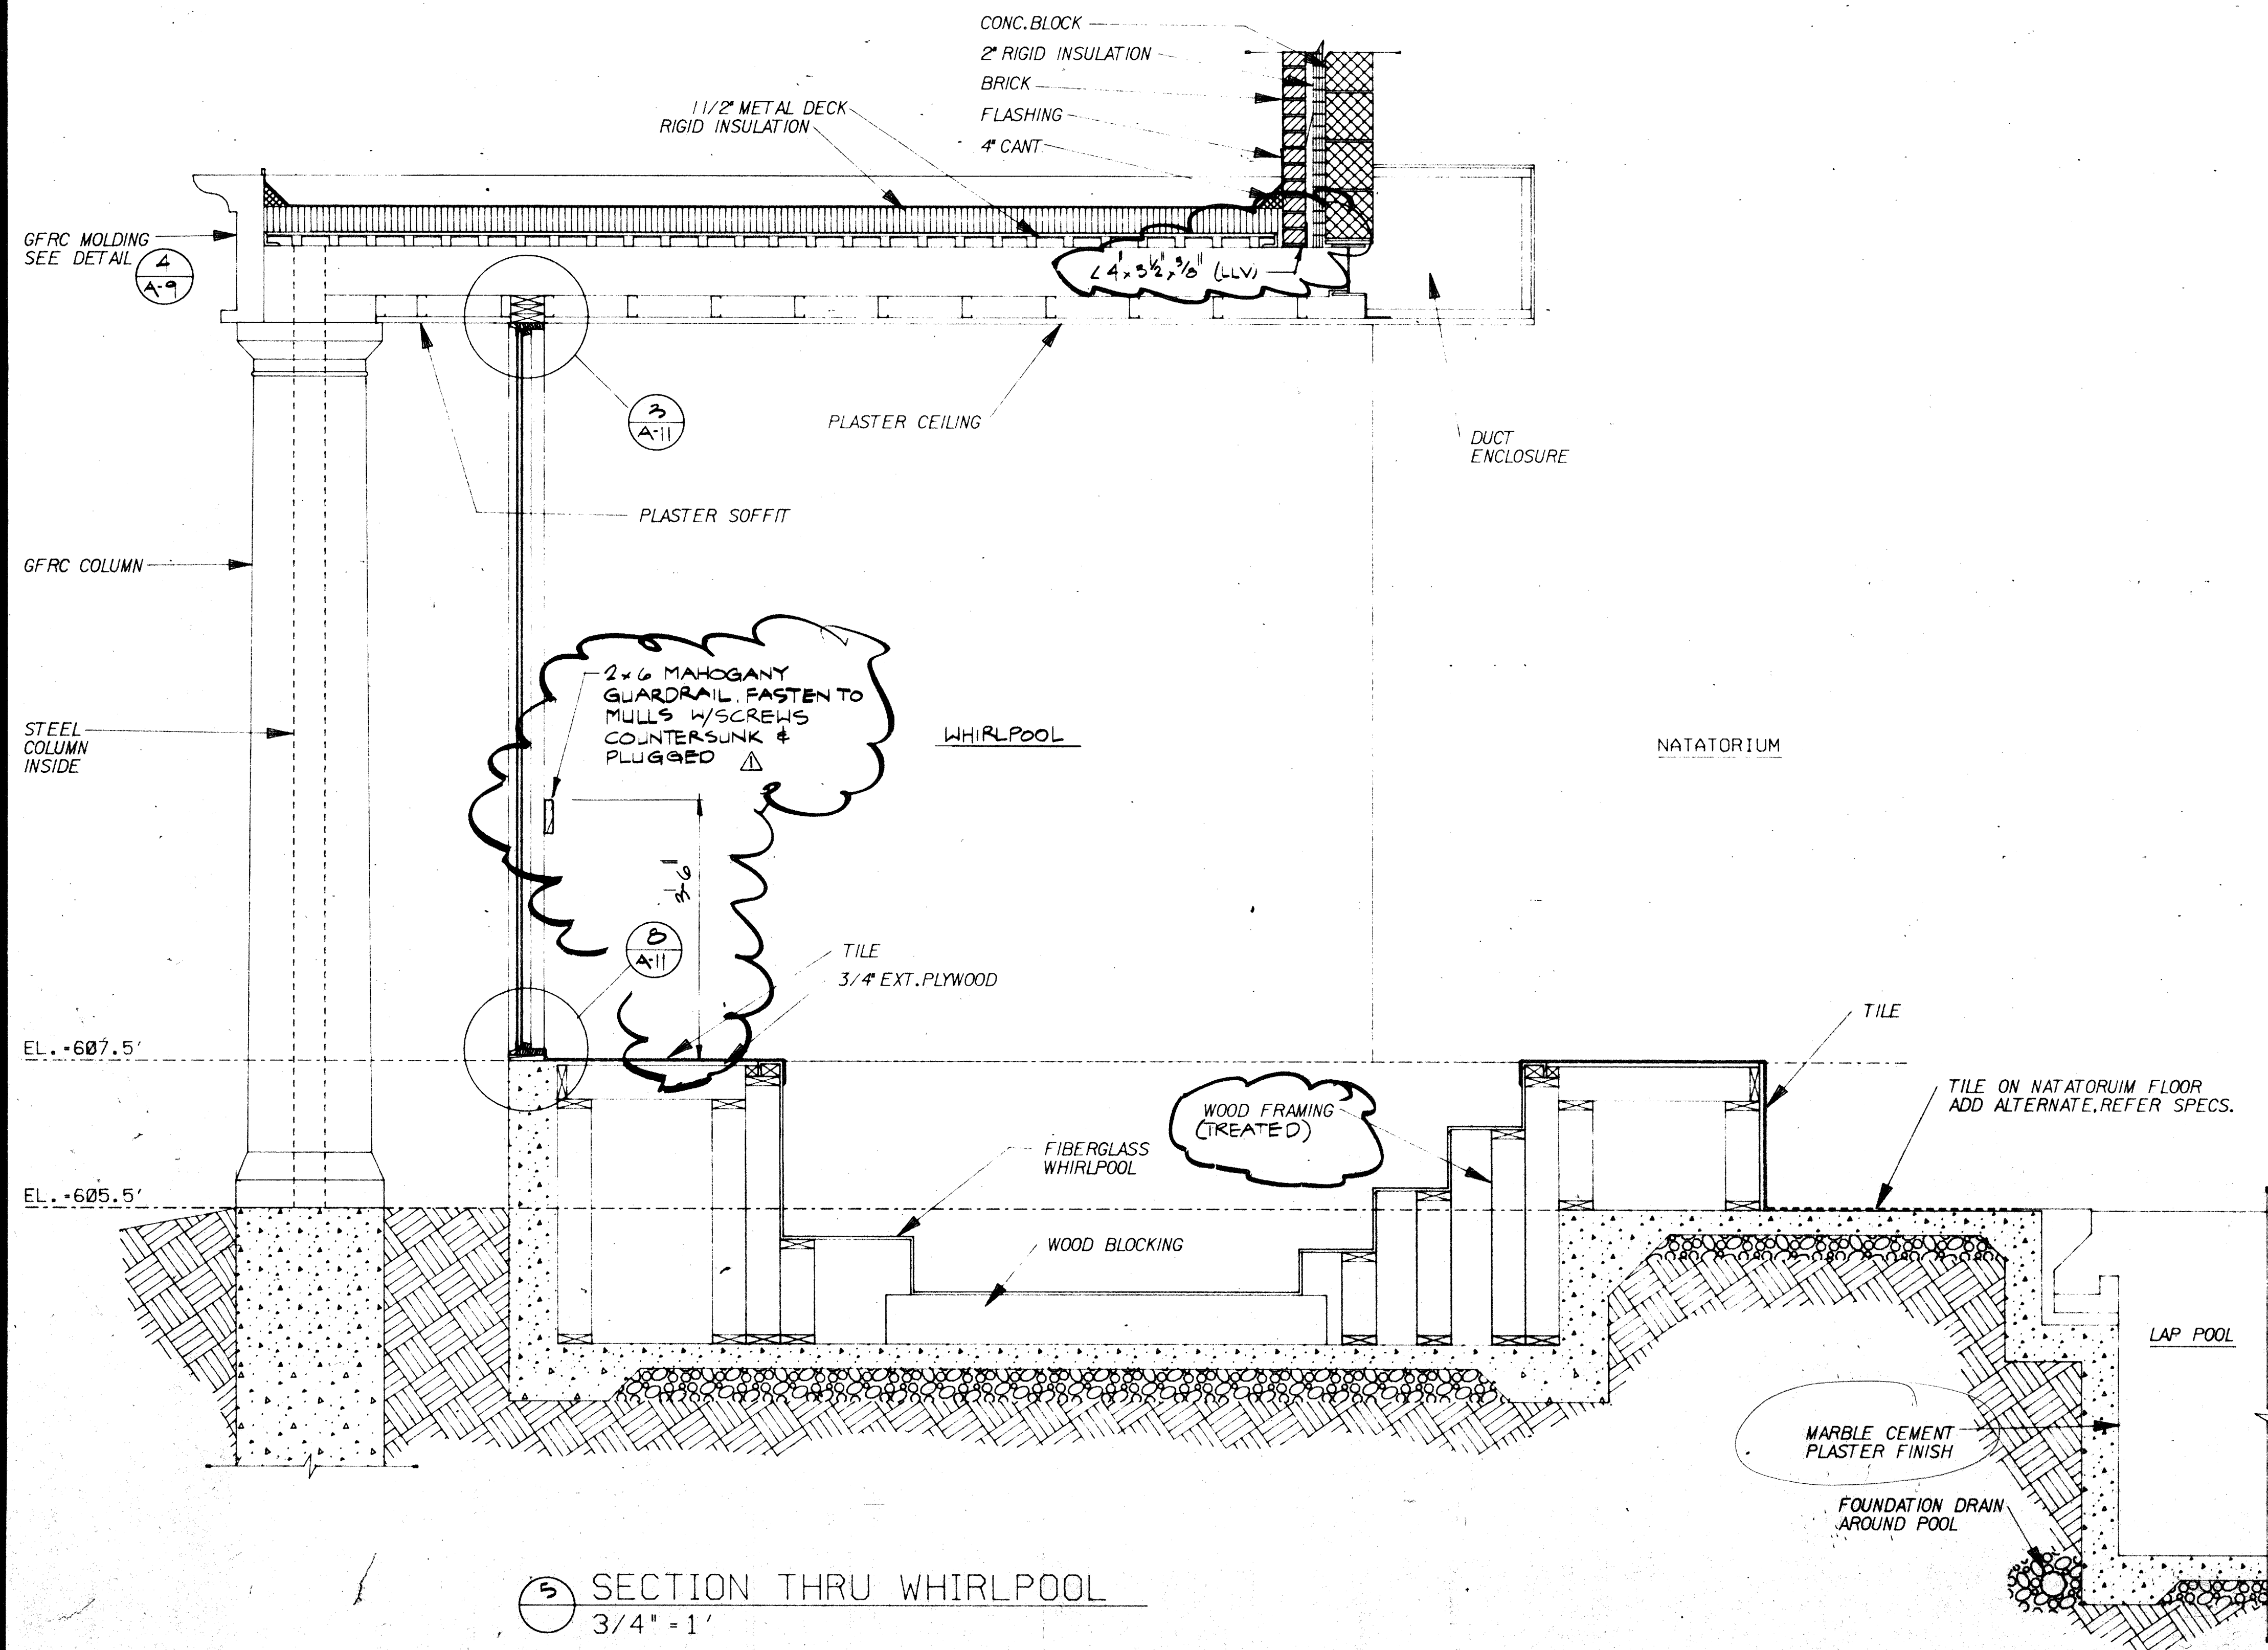 CONC.BLOCK
2" RIGID INSULATION
BRICK
FLASHING
4" CANT
1 1/2" METAL DECK
RIGID INSULATION
GFRC MOLDING
SEE DETAIL
4
A-9
∠ 4" x 3 1/2" x 3/8" (LLV)
3
A-11
PLASTER CEILING
DUCT
ENCLOSURE
PLASTER SOFFIT
GFRC COLUMN
2x6 MAHOGANY
GUARDRAIL. FASTEN TO
MULLS W/SCREWS
COUNTERSUNK &
PLUGGED
1
STEEL
COLUMN
INSIDE
WHIRLPOOL
NATATORIUM
3'-6"
8
A-11
TILE
3/4" EXT.PLYWOOD
TILE
EL.=607.5'
TILE ON NATATORUIM FLOOR
ADD ALTERNATE,REFER SPECS.
WOOD FRAMING
(TREATED)
FIBERGLASS
WHIRLPOOL
EL.=605.5'
WOOD BLOCKING
LAP POOL
MARBLE CEMENT
PLASTER FINISH
FOUNDATION DRAIN
AROUND POOL
5
SECTION THRU WHIRLPOOL
3/4" = 1'